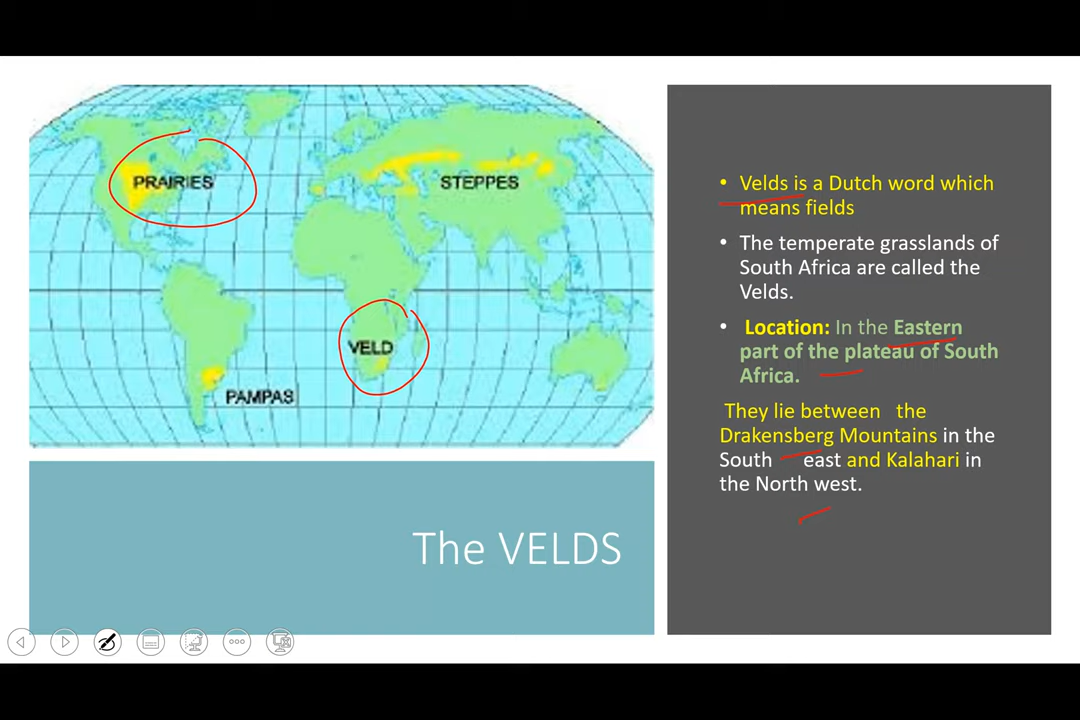 PRAIRIES
STEPPES
VELD
PAMPAS
The VELDS
• Velds is a Dutch word which
means fields
• The temperate grasslands of
South Africa are called the
Velds.
• Location: In the Eastern
part of the plateau of South
Africa.
They lie between the
Drakensberg Mountains in the
South east and Kalahari in
the North west.